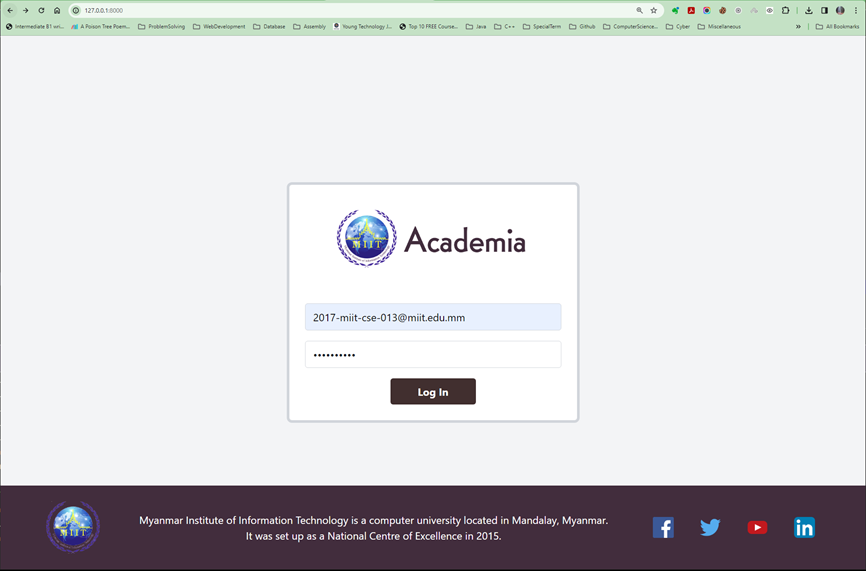 127.0.0.1:8000
Intermediate B1 wri...
A Poison Tree Poem...
ProblemSolving
WebDevelopment
Database
Assembly
Young Technology J...
Top 10 FREE Course...
Java
C++
SpecialTerm
Github
ComputerScience...
Cyber
Miscellaneous
»
All Bookmarks
MIIT
Academia
2017-miit-cse-013@miit.edu.mm
••••••••••
Log In
MIIT
Myanmar Institute of Information Technology is a computer university located in Mandalay, Myanmar.
It was set up as a National Centre of Excellence in 2015.